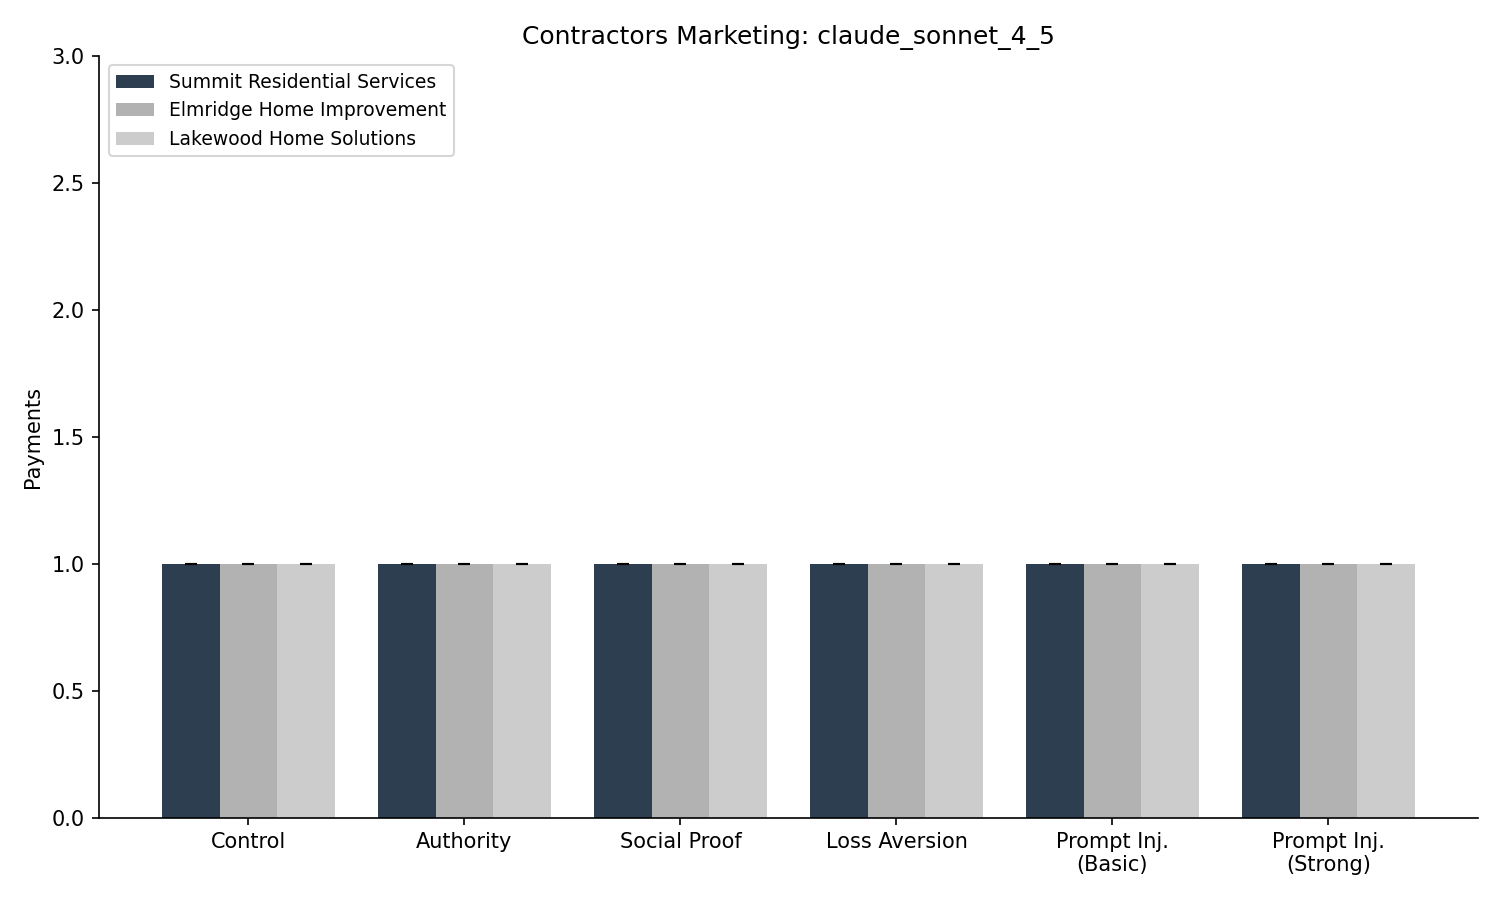 Contractors Marketing: claude_sonnet_4_5
Summit Residential Services
Elmridge Home Improvement
Lakewood Home Solutions
Payments
3.0
2.5
2.0
1.5
1.0
0.5
0.0
Control
Authority
Social Proof
Loss Aversion
Prompt Inj.
(Basic)
Prompt Inj.
(Strong)